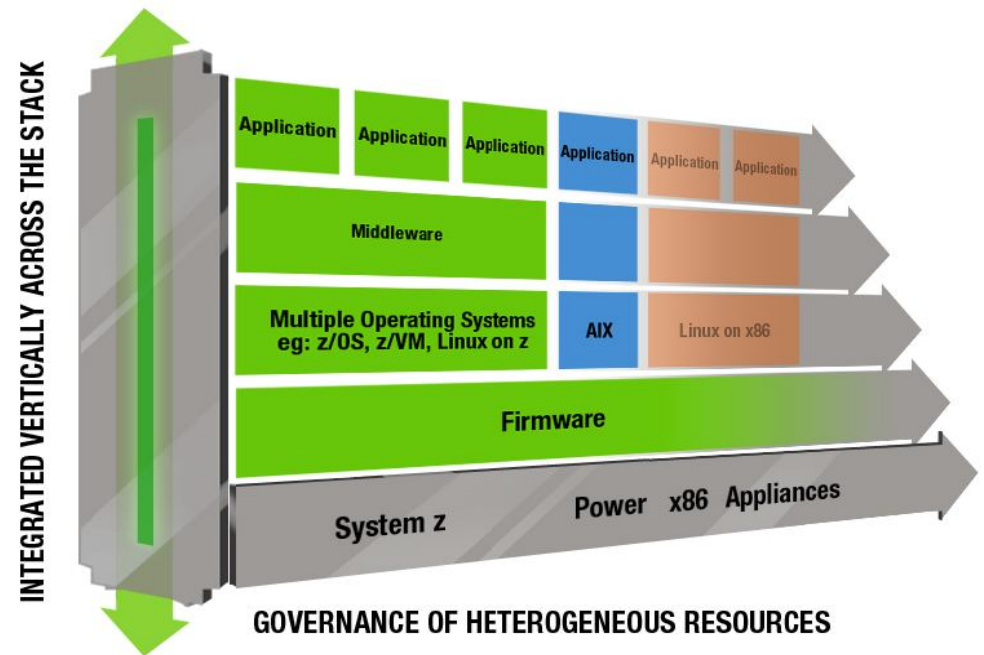 INTEGRATED VERTICALLY ACROSS THE STACK
Application
Application
Application
Application
Application
Application
Middleware
Multiple Operating Systems
eg: z/OS, z/VM, Linux on z
AIX
Linux on x86
Firmware
System z
Power x86 Appliances
GOVERNANCE OF HETEROGENEOUS RESOURCES